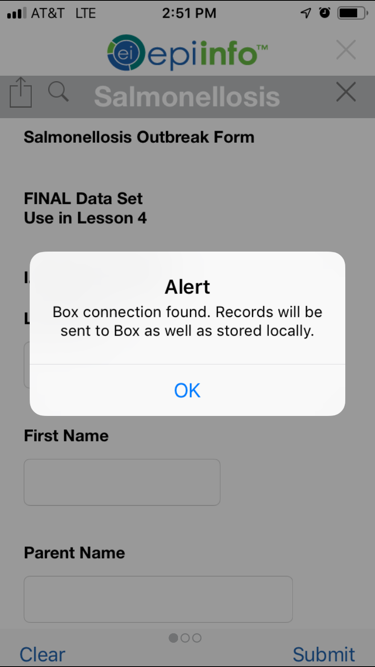 AT&T LTE 2:51 PM
ei epi info™
Salmonellosis
Salmonellosis Outbreak Form
FINAL Data Set
Use in Lesson 4
L
Alert
Box connection found. Records will be
sent to Box as well as stored locally.
OK
First Name
Parent Name
Clear Submit